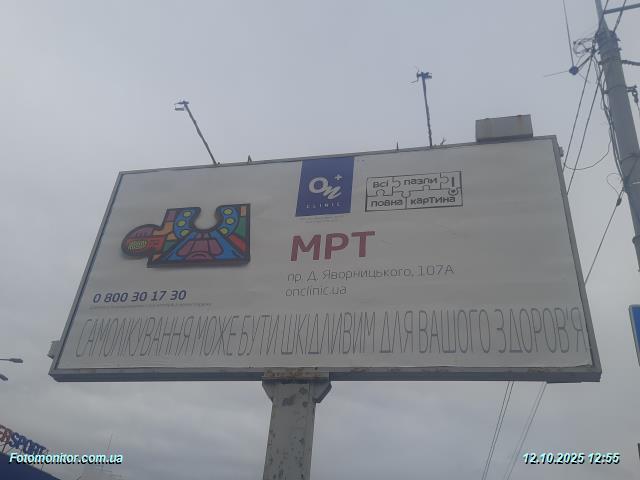 On+
CLINIC
Всі пазли
повна картина
МРТ
пр. Д. Яворницького, 107А
onclinic.ua
0 800 30 17 30
САМОЛІКУВАННЯ МОЖЕ БУТИ ШКІДЛИВИМ ДЛЯ ВАШОГО ЗДОРОВ'Я
Fotomonitor.com.ua
12.10.2025 12:55